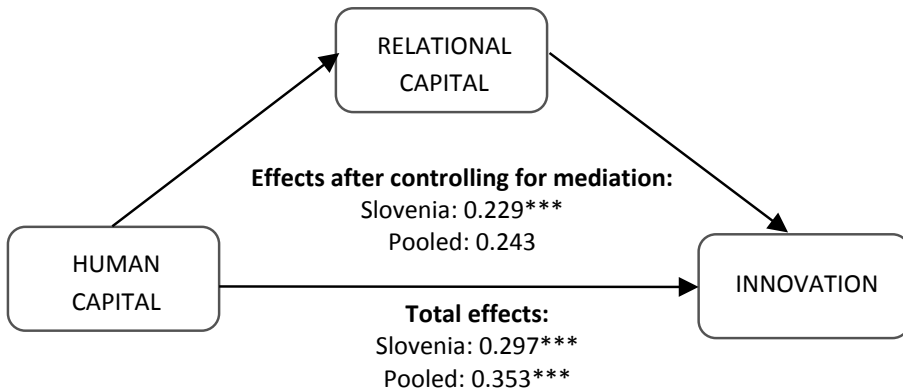 RELATIONAL
CAPITAL
Effects after controlling for mediation:
Slovenia: 0.229***
Pooled: 0.243
HUMAN
CAPITAL
INNOVATION
Total effects:
Slovenia: 0.297***
Pooled: 0.353***